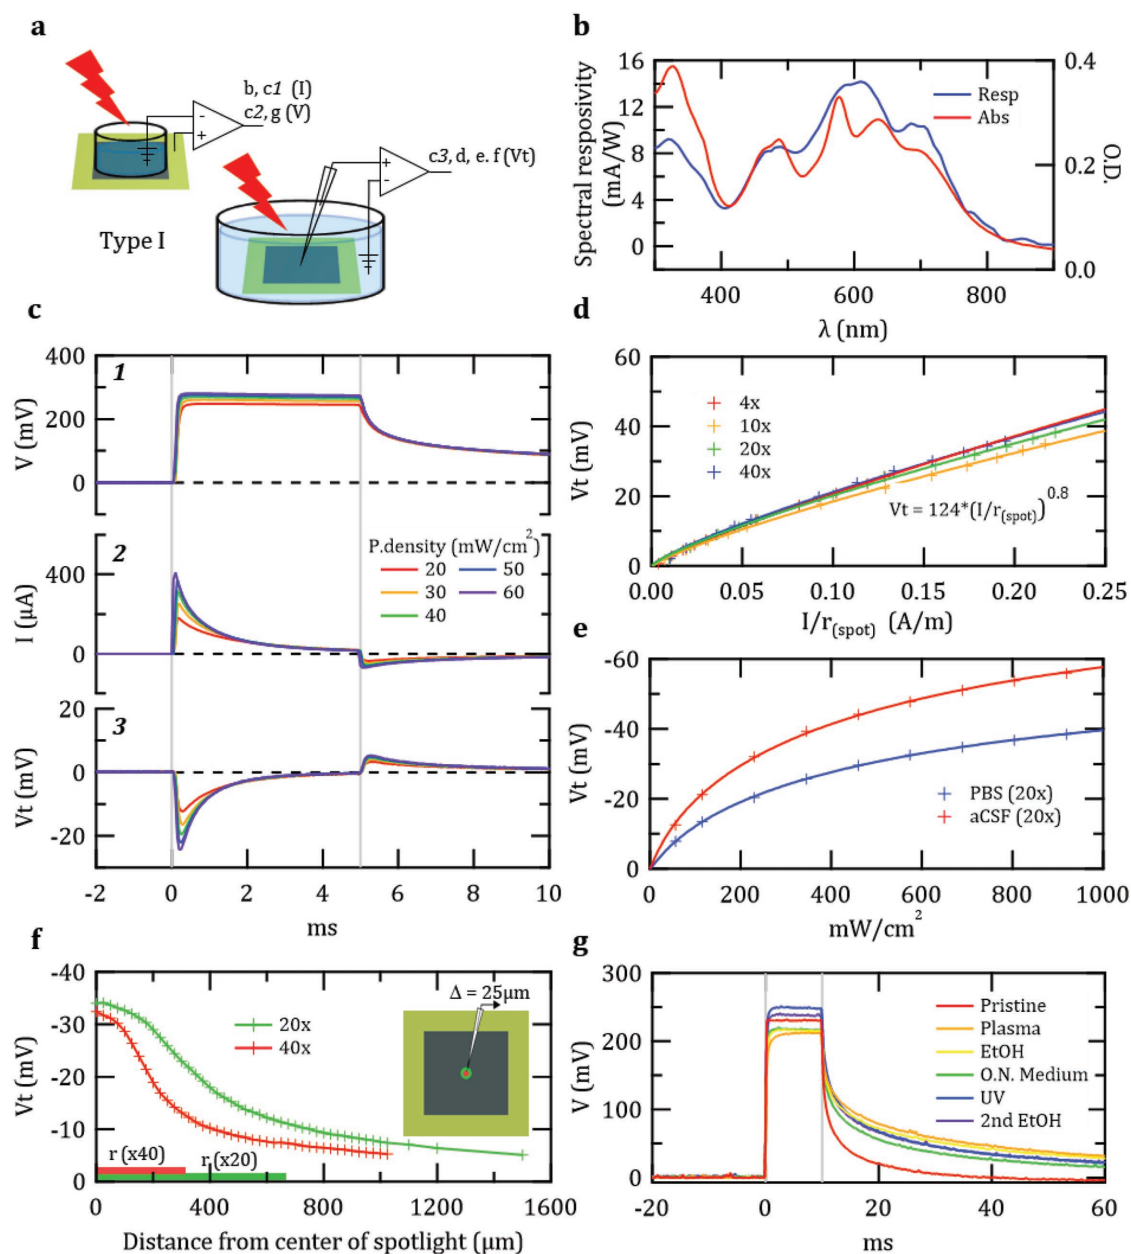 a
b, c1 (I)
c2, g (V)
-
+
c3, d, e. f (Vt)
+
-
Type I
b
Spectral resposivity
(mA/W)
16
12
8
4
0
Resp
Abs
0.4
0.2
0.0
O.D.
400
600
800
λ (nm)
c
1
V (mV)
400
200
0
2
I (µA)
400
0
P.density (mW/cm²)
20
50
30
60
40
3
Vt (mV)
20
0
-20
-2
0
2
4
6
8
10
ms
d
Vt (mV)
60
40
20
0
4x
10x
20x
40x
Vt = 124*(I/r(spot))^0.8
0.00
0.05
0.10
0.15
0.20
0.25
I/r(spot) (A/m)
e
Vt (mV)
-60
-40
-20
0
PBS (20x)
aCSF (20x)
0
200
400
600
800
1000
mW/cm²
f
Vt (mV)
-40
-30
-20
-10
0
20x
40x
Δ = 25µm
r (x40)
r (x20)
0
400
800
1200
1600
Distance from center of spotlight (µm)
g
V (mV)
300
200
100
0
Pristine
Plasma
EtOH
O.N. Medium
UV
2nd EtOH
-20
0
20
40
60
ms